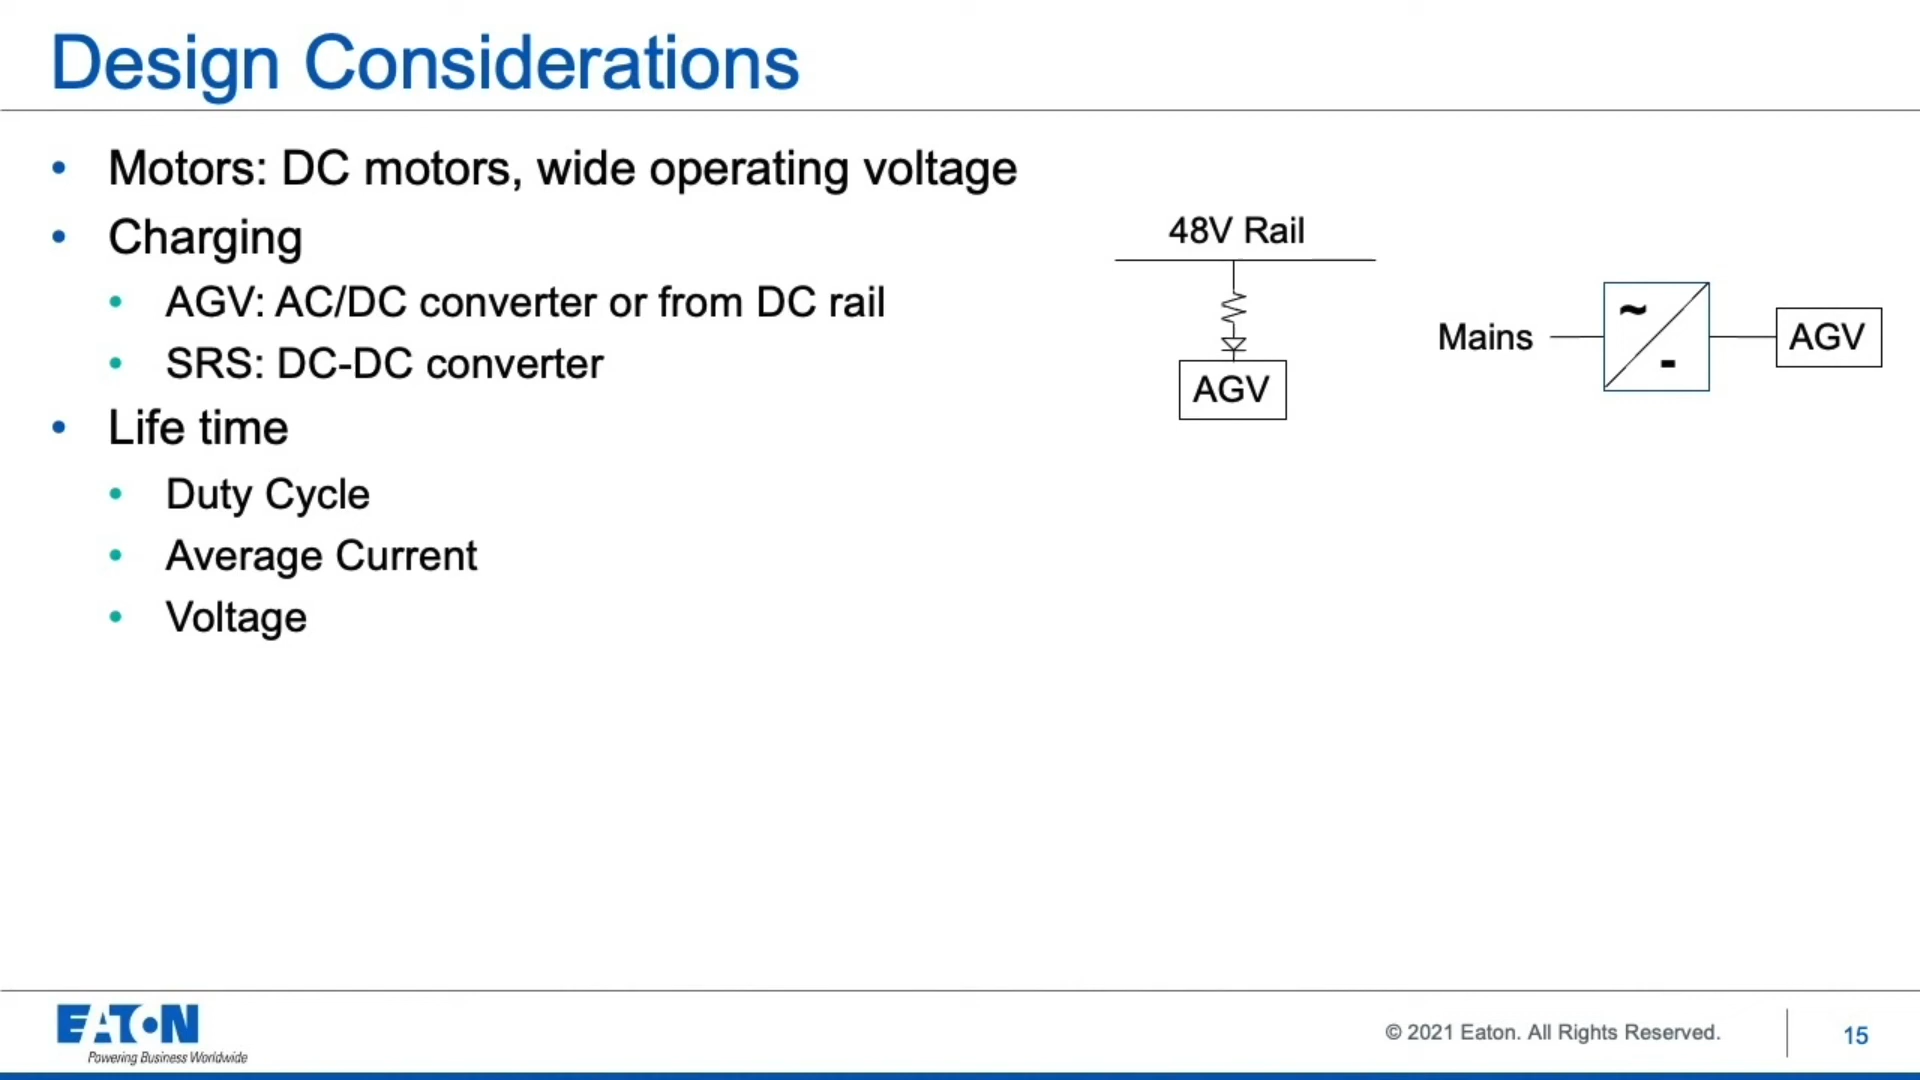 Design Considerations
• Motors: DC motors, wide operating voltage
• Charging
• AGV: AC/DC converter or from DC rail
• SRS: DC-DC converter
• Life time
• Duty Cycle
• Average Current
• Voltage
48V Rail
AGV
Mains
~
-
AGV
EATON
Powering Business Worldwide
© 2021 Eaton. All Rights Reserved.
15